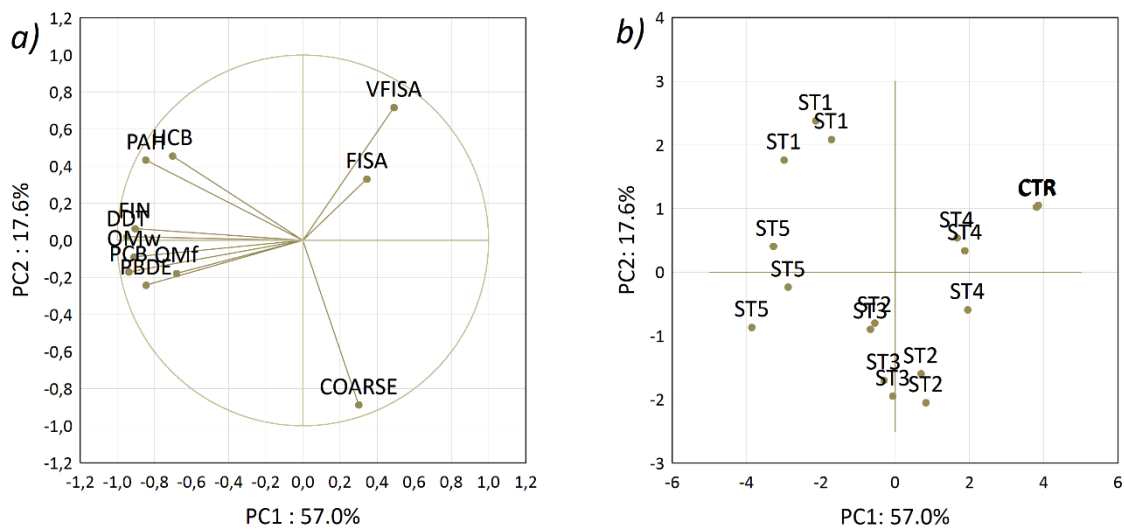 a)
1,2
1,0
0,8
0,6
0,4
0,2
0,0
-0,2
-0,4
-0,6
-0,8
-1,0
-1,2
PC2 : 17.6%
VFISA
HCB
PAH
FISA
FIN
DDT
OMw
PCB
OMf
PBDE
COARSE
-1,2 -1,0 -0,8 -0,6 -0,4 -0,2 0,0 0,2 0,4 0,6 0,8 1,0 1,2
PC1 : 57.0%
b)
4
3
2
1
0
-1
-2
-3
PC2: 17.6%
ST1
ST1
ST1
CTR
ST4
ST4
ST5
ST5
ST4
ST5
ST2
ST3
ST3
ST2
ST3
ST2
-6 -4 -2 0 2 4 6
PC1: 57.0%